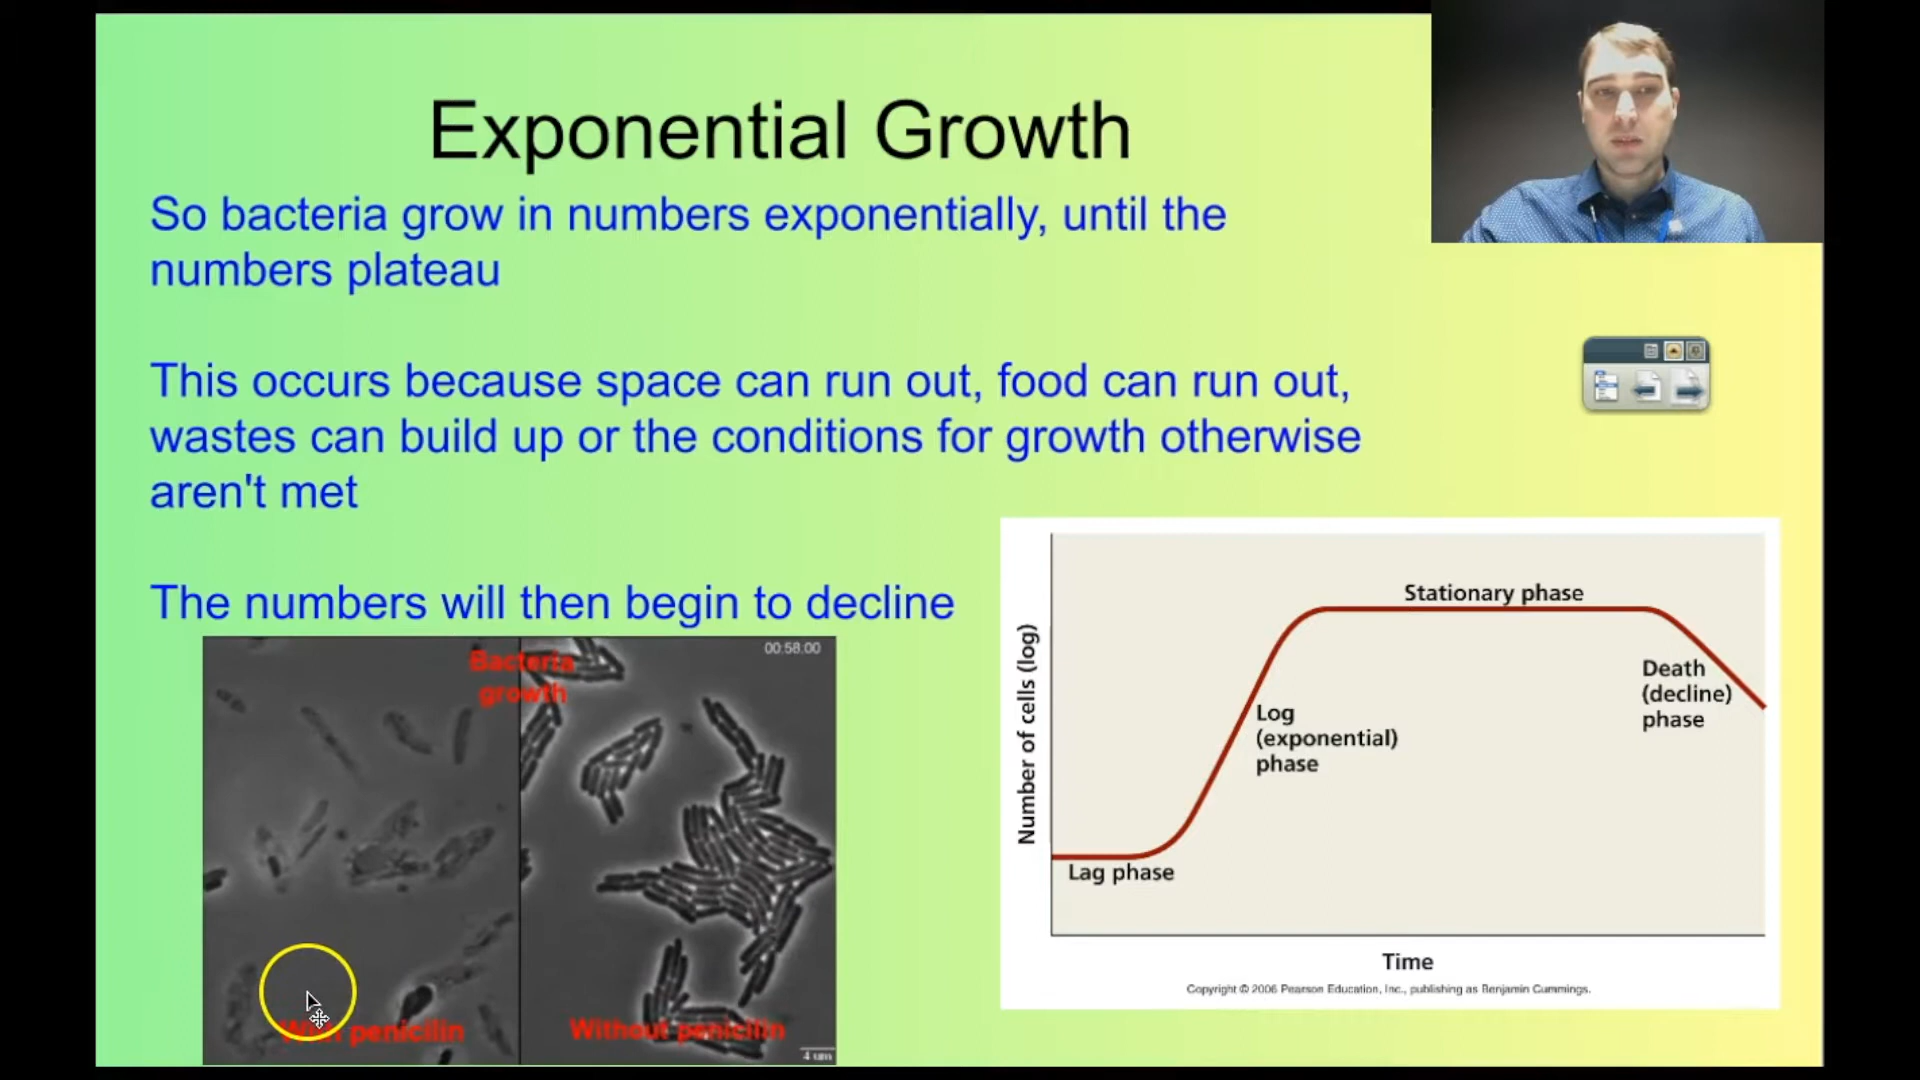 Exponential Growth
So bacteria grow in numbers exponentially, until the
numbers plateau
This occurs because space can run out, food can run out,
wastes can build up or the conditions for growth otherwise
aren't met
The numbers will then begin to decline
00:58.00
Bacteria
growth
With penicilin
Without penicilin
4 um
Number of cells (log)
Stationary phase
Death
(decline)
phase
Log
(exponential)
phase
Lag phase
Time
Copyright © 2006 Pearson Education, Inc., publishing as Benjamin Cummings.